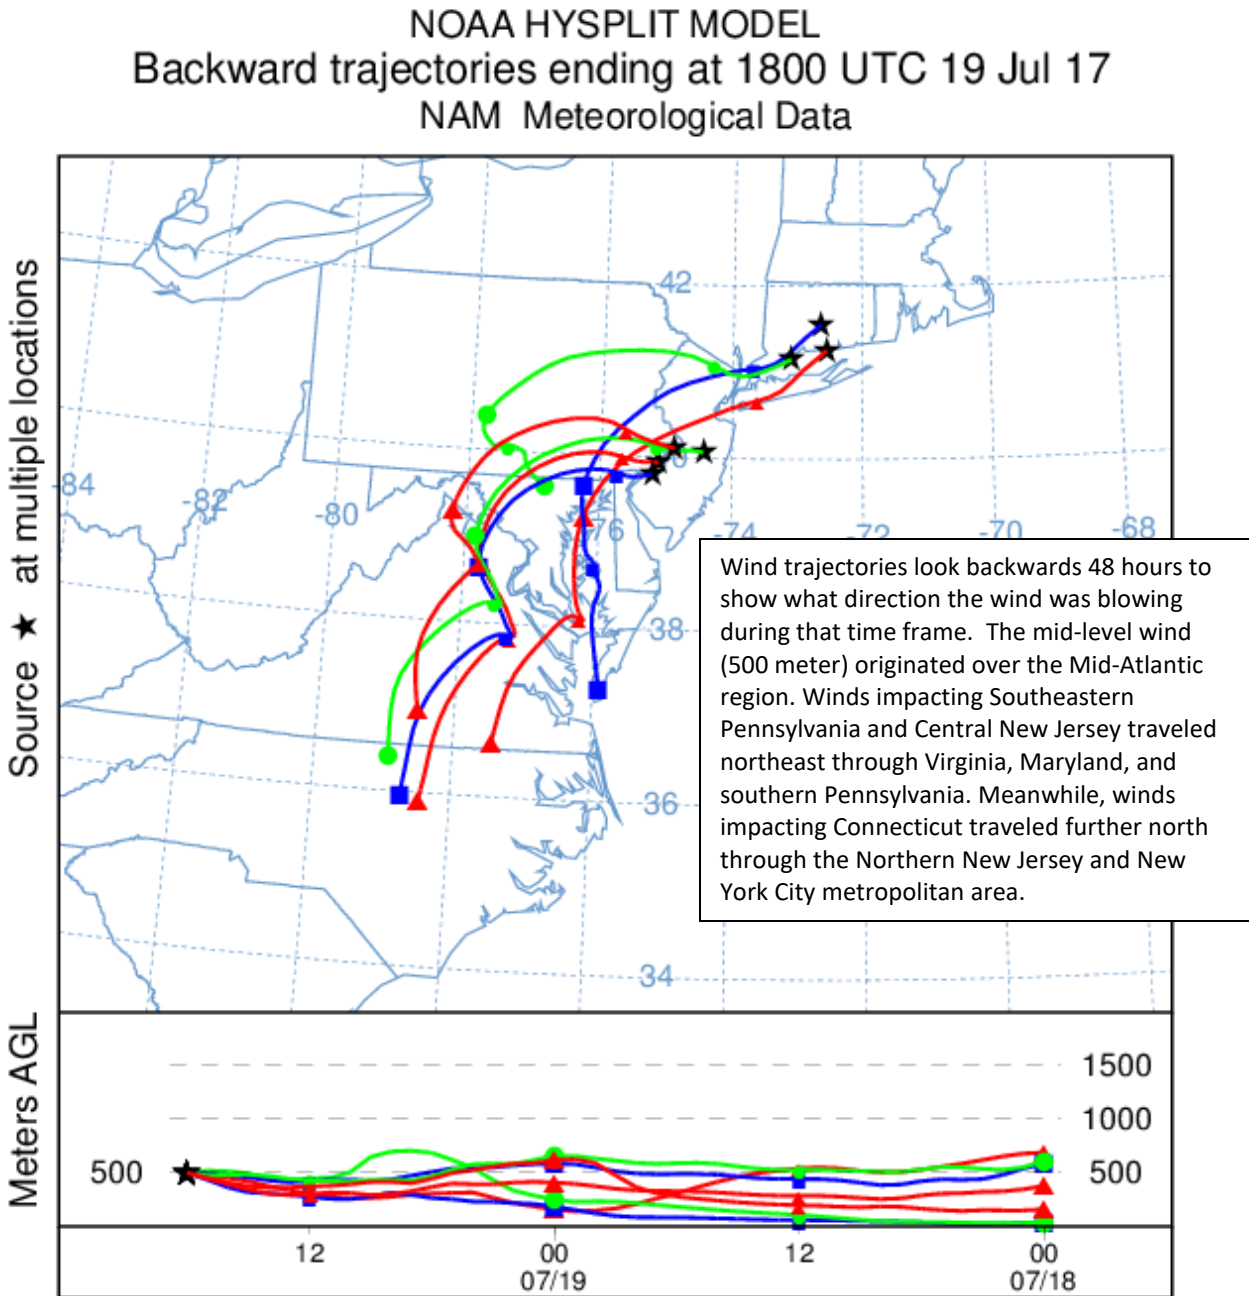 NOAA HYSPLIT MODEL
Backward trajectories ending at 1800 UTC 19 Jul 17
NAM Meteorological Data
Source ★ at multiple locations
42
-84
-82
-80
-76
-74
-72
-70
-68
38
36
34
Wind trajectories look backwards 48 hours to
show what direction the wind was blowing
during that time frame. The mid-level wind
(500 meter) originated over the Mid-Atlantic
region. Winds impacting Southeastern
Pennsylvania and Central New Jersey traveled
northeast through Virginia, Maryland, and
southern Pennsylvania. Meanwhile, winds
impacting Connecticut traveled further north
through the Northern New Jersey and New
York City metropolitan area.
Meters AGL
1500
1000
500
500
12
00
12
00
07/19
07/18